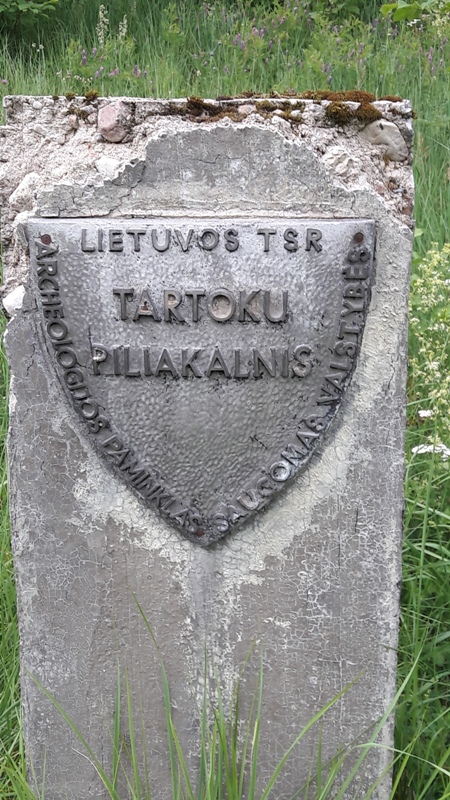 LIETUVOS TSR
TARTOKU
PILIAKALNIS
ARCHEOLOGIJOS PAMINKLAS SAUGOMAS VALSTYBĖS